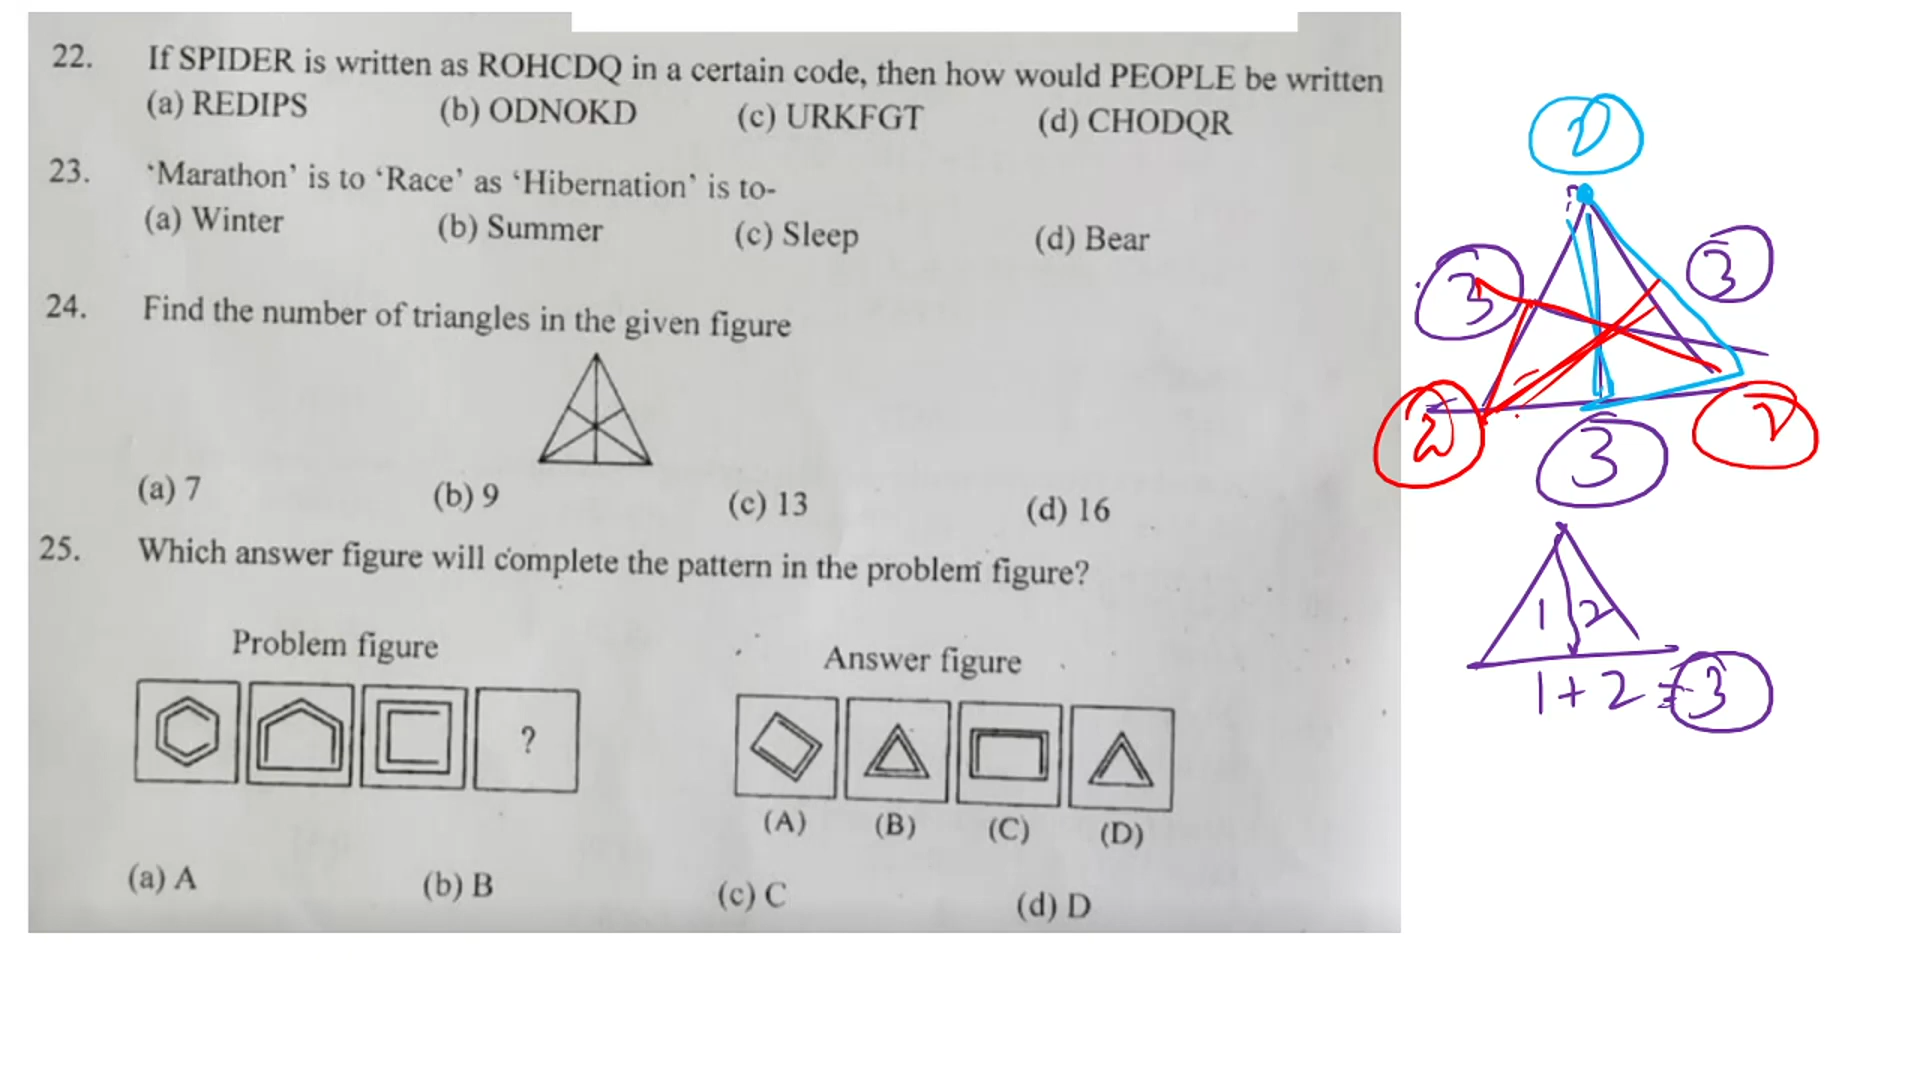 22. If SPIDER is written as ROHCDQ in a certain code, then how would PEOPLE be written
(a) REDIPS (b) ODNOKD (c) URKFGT (d) CHODQR
23. ‘Marathon’ is to ‘Race’ as ‘Hibernation’ is to-
(a) Winter (b) Summer (c) Sleep (d) Bear
24. Find the number of triangles in the given figure
(a) 7 (b) 9 (c) 13 (d) 16
25. Which answer figure will complete the pattern in the problem figure?
Problem figure Answer figure
?
(A) (B) (C) (D)
(a) A (b) B (c) C (d) D
3 3
2
3
1 2
1+2=3